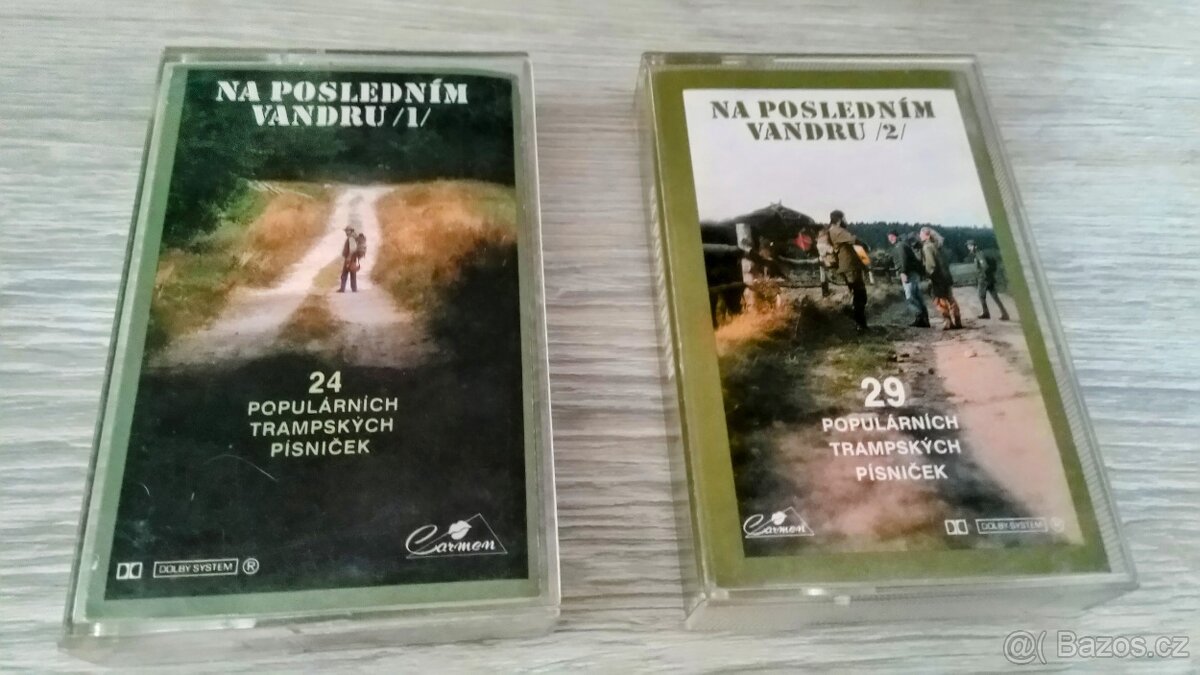 NA POSLEDNÍM
VANDRU /1/
24
POPULÁRNÍCH
TRAMPSKÝCH
PÍSNIČEK
DOLBY SYSTEM ®
Carmen
NA POSLEDNÍM
VANDRU /2/
29
POPULÁRNÍCH
TRAMPSKÝCH
PÍSNIČEK
Carmen
DOLBY SYSTEM ®
Bazos.cz